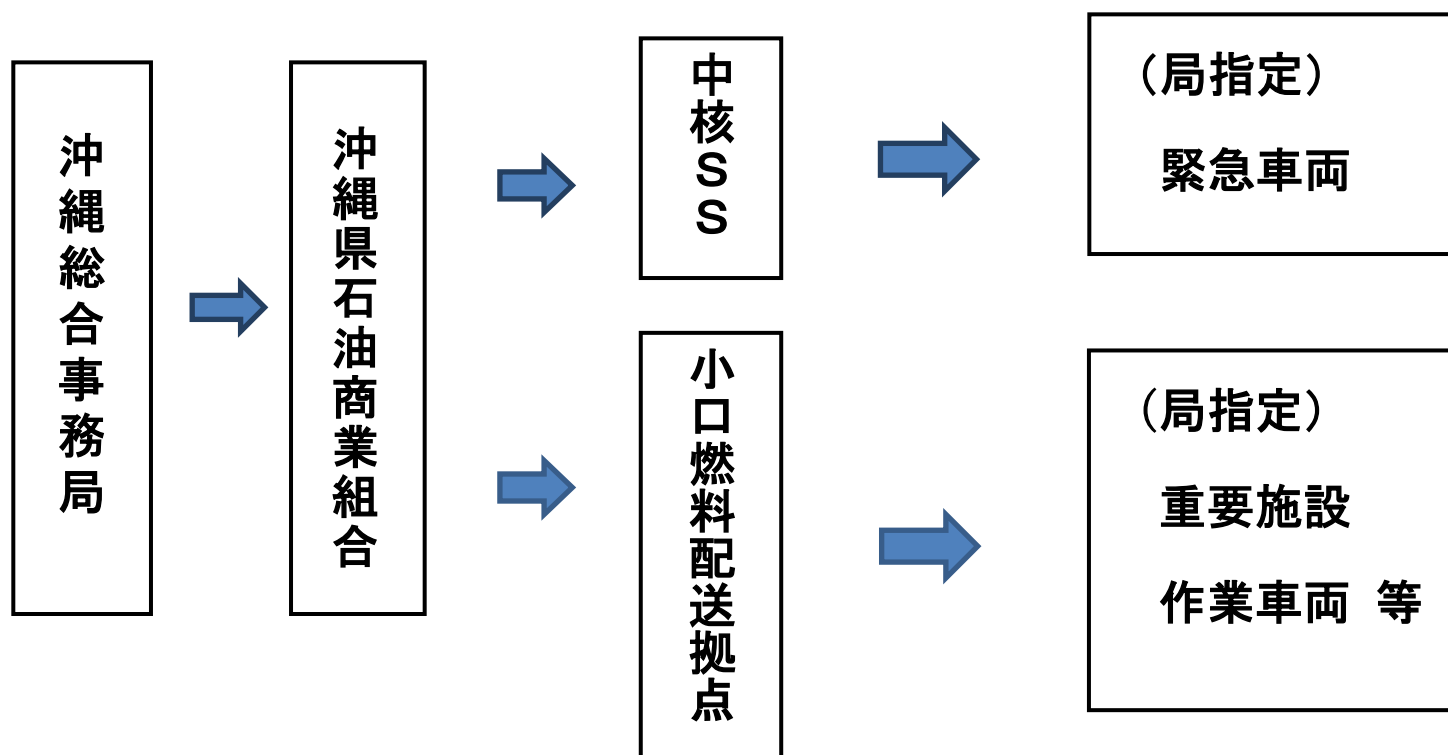 沖縄総合事務局
沖縄県石油商業組合
中核ＳＳ
（局指定）
緊急車両
小口燃料配送拠点
（局指定）
重要施設
作業車両　等